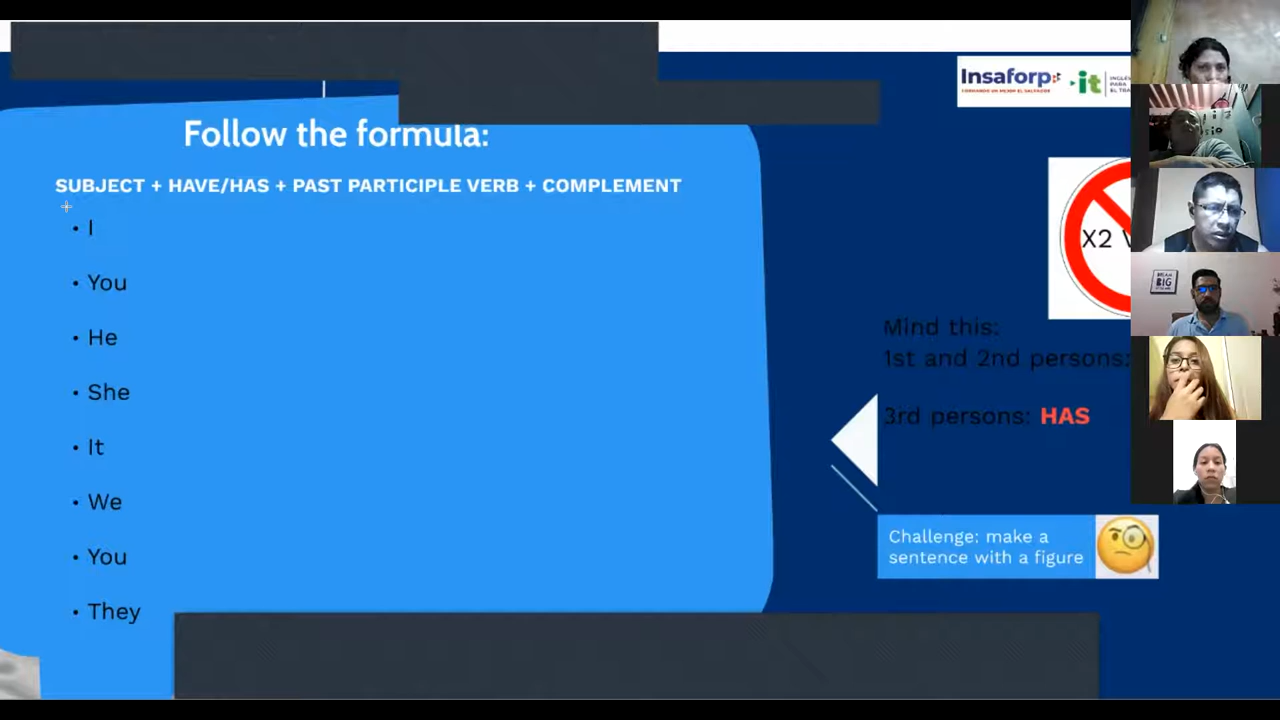 Insaforp
it
Follow the formula:
SUBJECT + HAVE/HAS + PAST PARTICIPLE VERB + COMPLEMENT
• I
• You
• He
• She
• It
• We
• You
• They
X2
Mind this:
1st and 2nd persons:
3rd persons: HAS
Challenge: make a
sentence with a figure
BIG